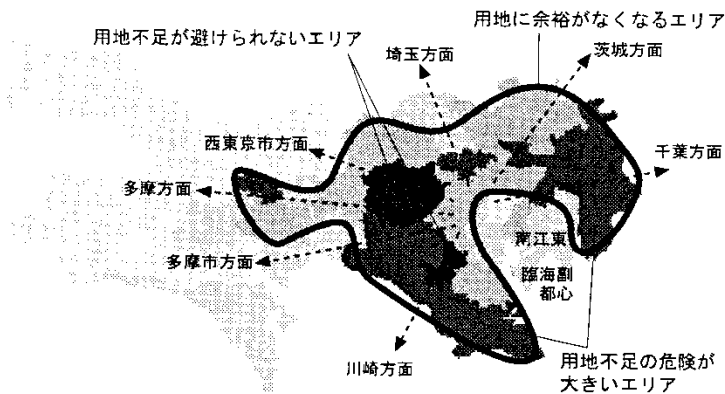 用地に余裕がなくなるエリア
用地不足が避けられないエリア
埼玉方面
茨城方面
西東京市方面
千葉方面
多摩方面
南江東
多摩市方面
臨海副
都心
川崎方面
用地不足の危険が
大きいエリア